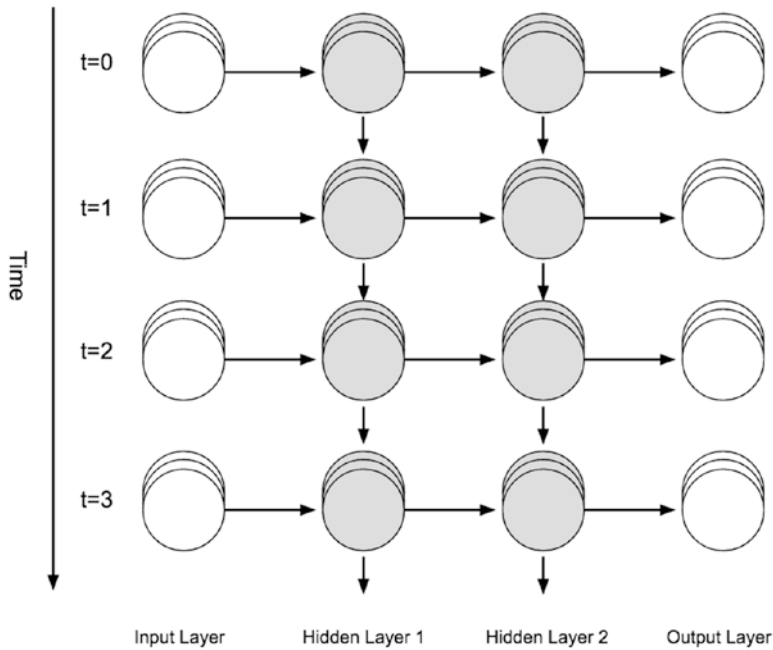 t=0
t=1
Time
t=2
t=3
Input Layer
Hidden Layer 1
Hidden Layer 2
Output Layer